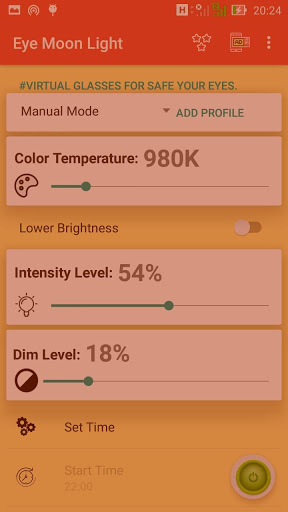 H 20:24
Eye Moon Light
#VIRTUAL GLASSES FOR SAFE YOUR EYES.
Manual Mode ADD PROFILE
Color Temperature: 980K
Lower Brightness
Intensity Level: 54%
Dim Level: 18%
Set Time
Start Time
22:00